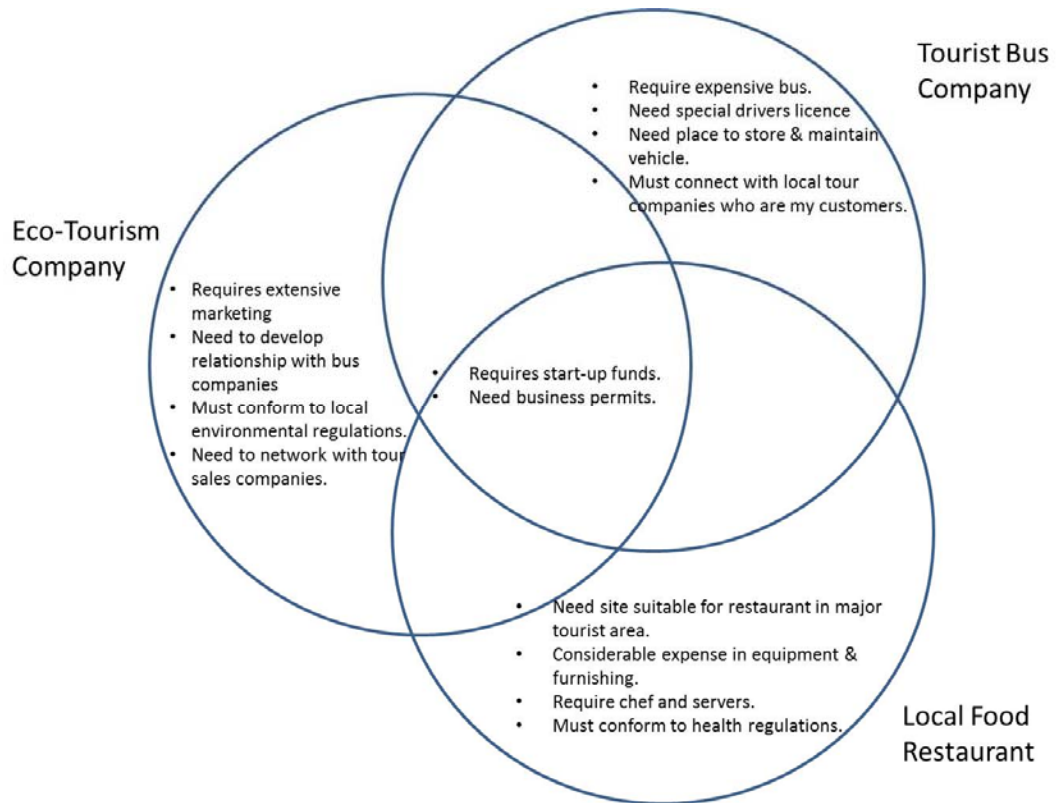 Tourist Bus
Company
• Require expensive bus.
• Need special drivers licence
• Need place to store & maintain
vehicle.
• Must connect with local tour
companies who are my customers.
Eco-Tourism
Company
• Requires extensive
marketing
• Need to develop
relationship with bus
companies
• Must conform to local
environmental regulations.
• Need to network with tour
sales companies.
• Requires start-up funds.
• Need business permits.
• Need site suitable for restaurant in major
tourist area.
• Considerable expense in equipment &
furnishing.
• Require chef and servers.
• Must conform to health regulations.
Local Food
Restaurant